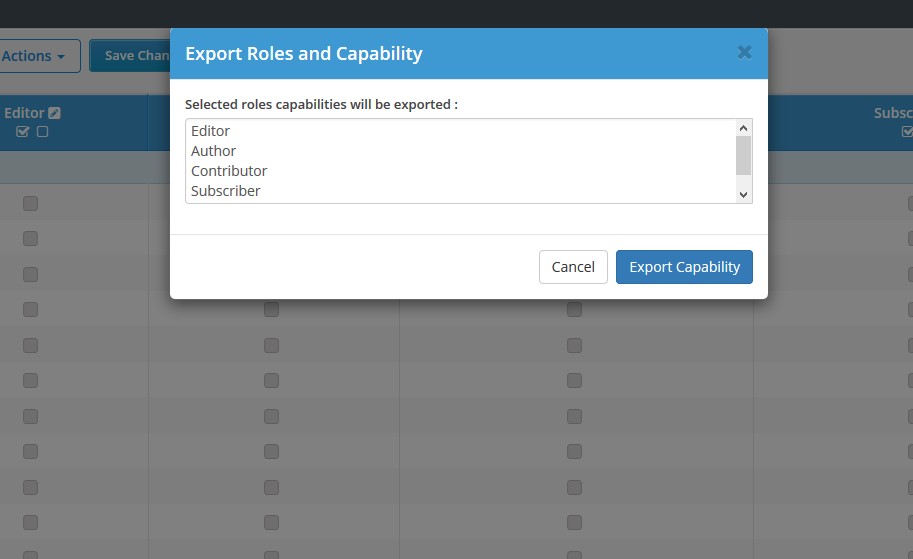 Actions
Save Chan
Export Roles and Capability
Editor
Subsc
Selected roles capabilities will be exported :
Editor
Author
Contributor
Subscriber
Cancel
Export Capability